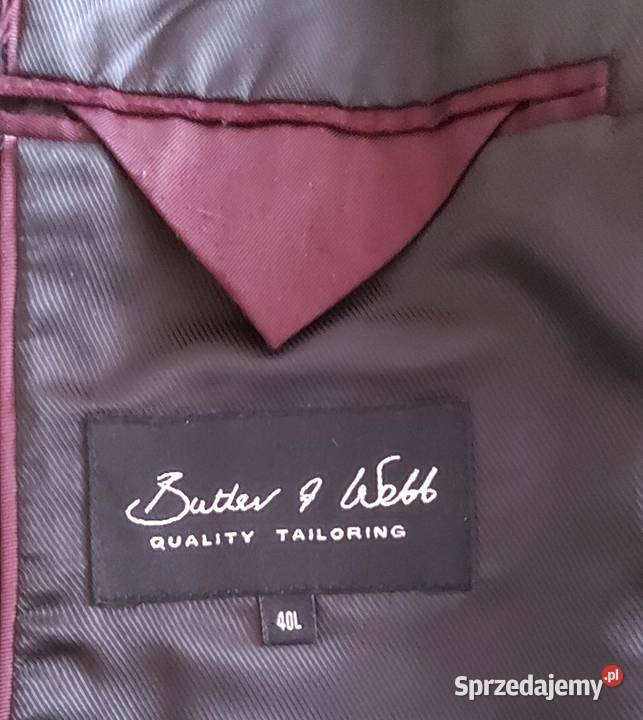 Butler & Webb
QUALITY TAILORING
40L
Sprzedajemy.pl